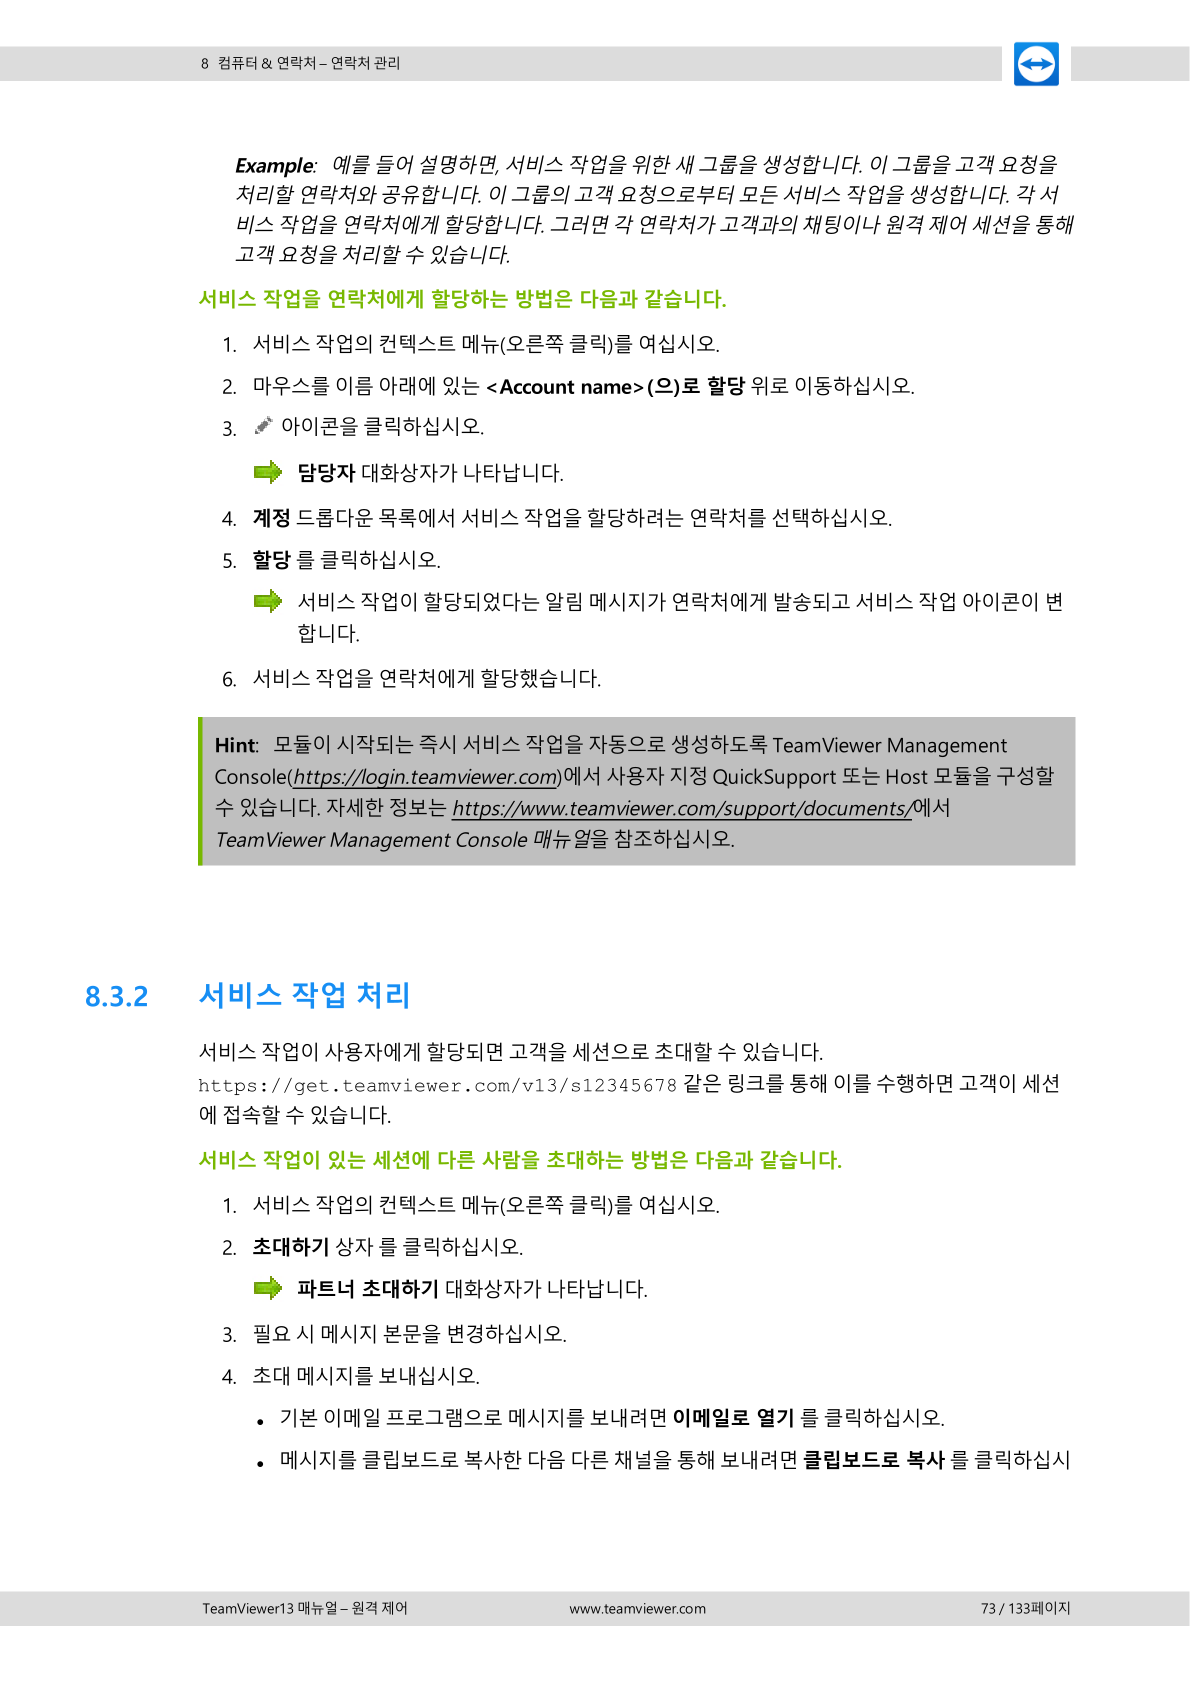 8 컴퓨터 & 연락처 – 연락처 관리
Example: 예를 들어 설명하면, 서비스 작업을 위한 새 그룹을 생성합니다. 이 그룹을 고객 요청을
처리할 연락처와 공유합니다. 이 그룹의 고객 요청으로부터 모든 서비스 작업을 생성합니다. 각 서
비스 작업을 연락처에게 할당합니다. 그러면 각 연락처가 고객과의 채팅이나 원격 제어 세션을 통해
고객 요청을 처리할 수 있습니다.
서비스 작업을 연락처에게 할당하는 방법은 다음과 같습니다.
1. 서비스 작업의 컨텍스트 메뉴(오른쪽 클릭)를 여십시오.
2. 마우스를 이름 아래에 있는 <Account name>(으)로 할당 위로 이동하십시오.
3. 아이콘을 클릭하십시오.
담당자 대화상자가 나타납니다.
4. 계정 드롭다운 목록에서 서비스 작업을 할당하려는 연락처를 선택하십시오.
5. 할당 를 클릭하십시오.
서비스 작업이 할당되었다는 알림 메시지가 연락처에게 발송되고 서비스 작업 아이콘이 변
합니다.
6. 서비스 작업을 연락처에게 할당했습니다.
Hint: 모듈이 시작되는 즉시 서비스 작업을 자동으로 생성하도록 TeamViewer Management
Console(https://login.teamviewer.com)에서 사용자 지정 QuickSupport 또는 Host 모듈을 구성할
수 있습니다. 자세한 정보는 https://www.teamviewer.com/support/documents/에서
TeamViewer Management Console 매뉴얼을 참조하십시오.
8.3.2 서비스 작업 처리
서비스 작업이 사용자에게 할당되면 고객을 세션으로 초대할 수 있습니다.
https://get.teamviewer.com/v13/s12345678 같은 링크를 통해 이를 수행하면 고객이 세션
에 접속할 수 있습니다.
서비스 작업이 있는 세션에 다른 사람을 초대하는 방법은 다음과 같습니다.
1. 서비스 작업의 컨텍스트 메뉴(오른쪽 클릭)를 여십시오.
2. 초대하기 상자 를 클릭하십시오.
파트너 초대하기 대화상자가 나타납니다.
3. 필요 시 메시지 본문을 변경하십시오.
4. 초대 메시지를 보내십시오.
• 기본 이메일 프로그램으로 메시지를 보내려면 이메일로 열기 를 클릭하십시오.
• 메시지를 클립보드로 복사한 다음 다른 채널을 통해 보내려면 클립보드로 복사 를 클릭하십시
TeamViewer13 매뉴얼 – 원격 제어 www.teamviewer.com 73 / 133페이지